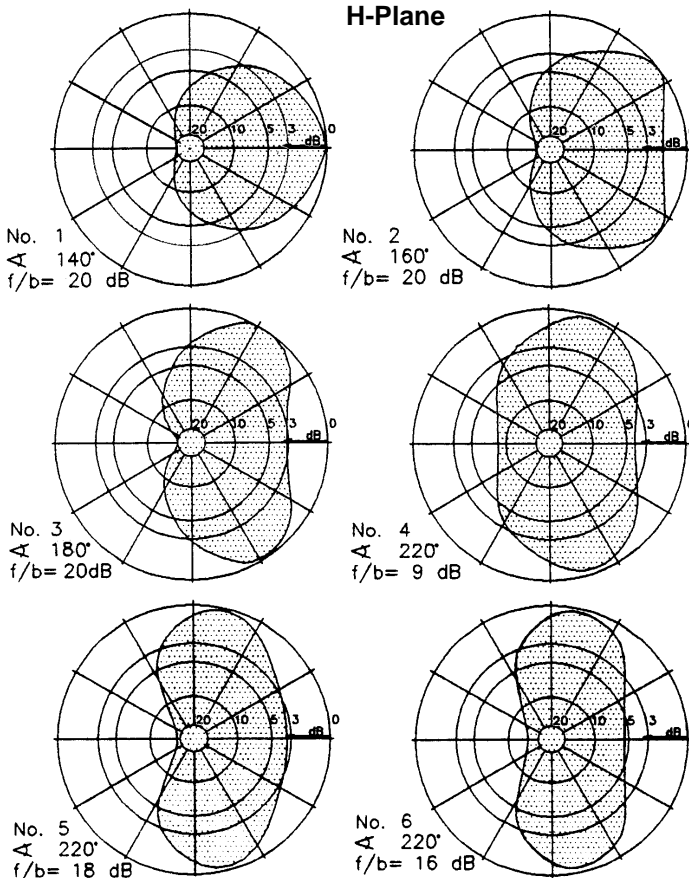 H-Plane
20 10 5 3 0
dB
No. 1
∢ 140°
f/b= 20 dB
20 10 5 3 0
dB
No. 2
∢ 160°
f/b= 20 dB
20 10 5 3 0
dB
No. 3
∢ 180°
f/b= 20dB
20 10 5 3 0
dB
No. 4
∢ 220°
f/b= 9 dB
20 10 5 3 0
dB
No. 5
∢ 220°
f/b= 18 dB
20 10 5 3 0
dB
No. 6
∢ 220°
f/b= 16 dB